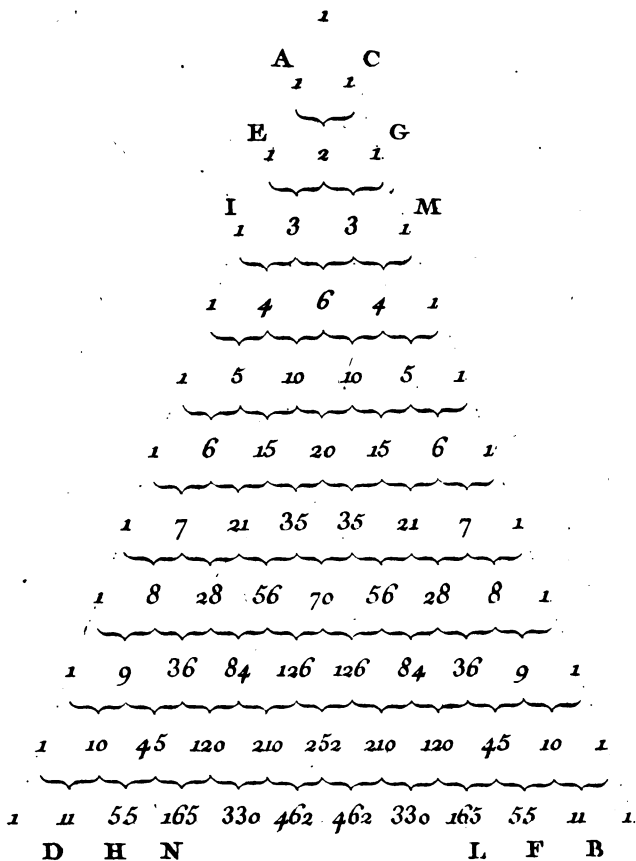 1
A C
1 1
E G
1 2 1
I M
1 3 3 1
1 4 6 4 1
1 5 10 10 5 1
1 6 15 20 15 6 1
1 7 21 35 35 21 7 1
1 8 28 56 70 56 28 8 1
1 9 36 84 126 126 84 36 9 1
1 10 45 120 210 252 210 120 45 10 1
1 11 55 165 330 462 462 330 165 55 11 1
D H N L F B